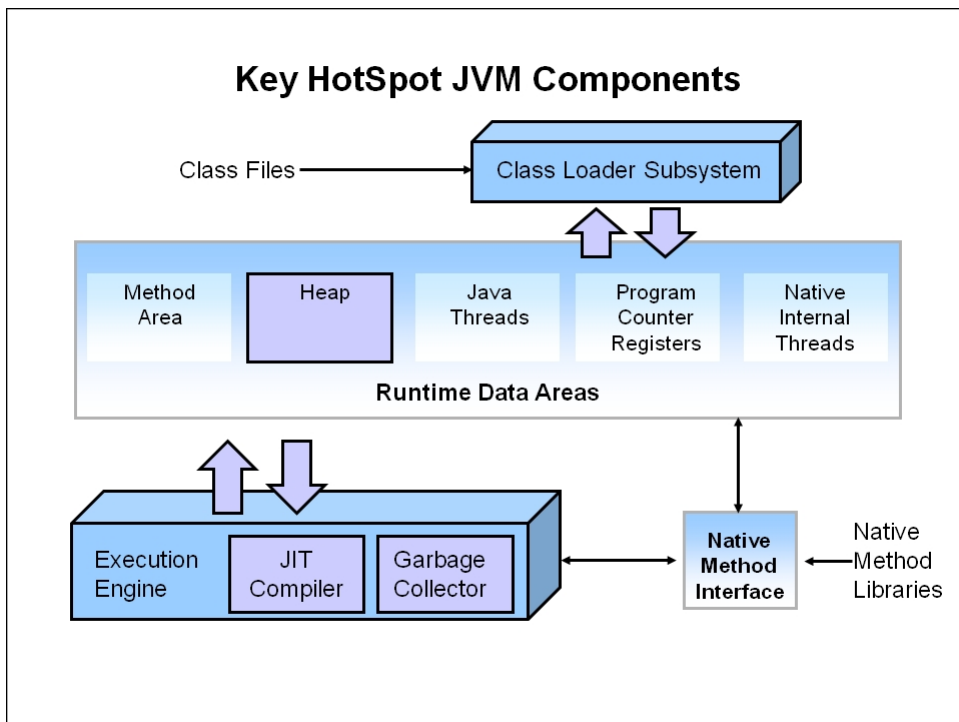 Key HotSpot JVM Components
Class Files
Class Loader Subsystem
Method
Area
Heap
Java
Threads
Program
Counter
Registers
Native
Internal
Threads
Runtime Data Areas
Execution
Engine
JIT
Compiler
Garbage
Collector
Native
Method
Interface
Native
Method
Libraries